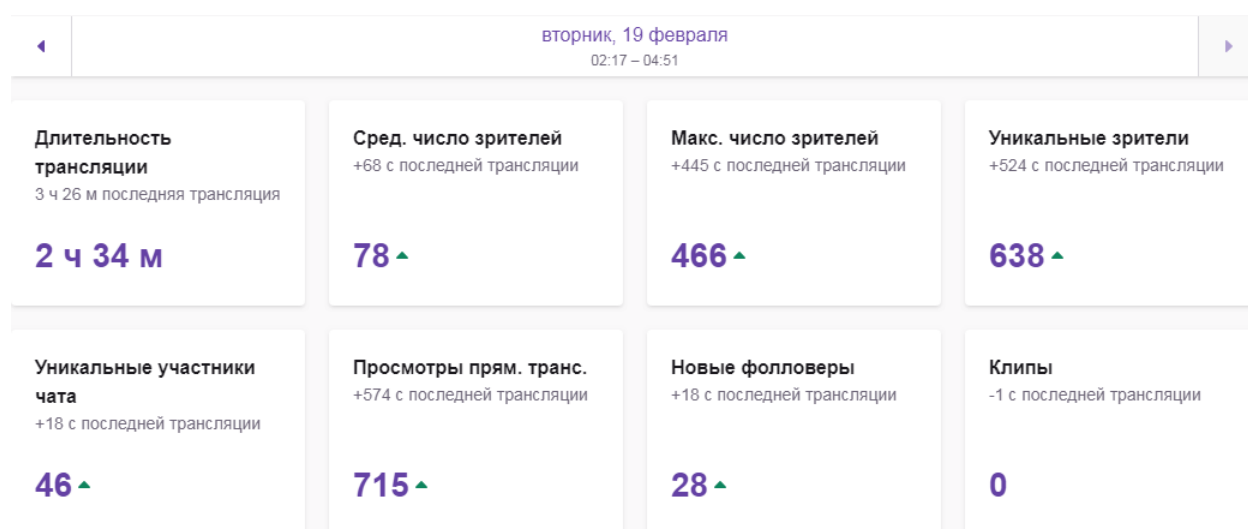 вторник, 19 февраля
02:17 – 04:51
Длительность
трансляции
3 ч 26 м последняя трансляция
2 ч 34 м
Сред. число зрителей
+68 с последней трансляции
78
Макс. число зрителей
+445 с последней трансляции
466
Уникальные зрители
+524 с последней трансляции
638
Уникальные участники
чата
+18 с последней трансляции
46
Просмотры прям. транс.
+574 с последней трансляции
715
Новые фолловеры
+18 с последней трансляции
28
Клипы
-1 с последней трансляции
0